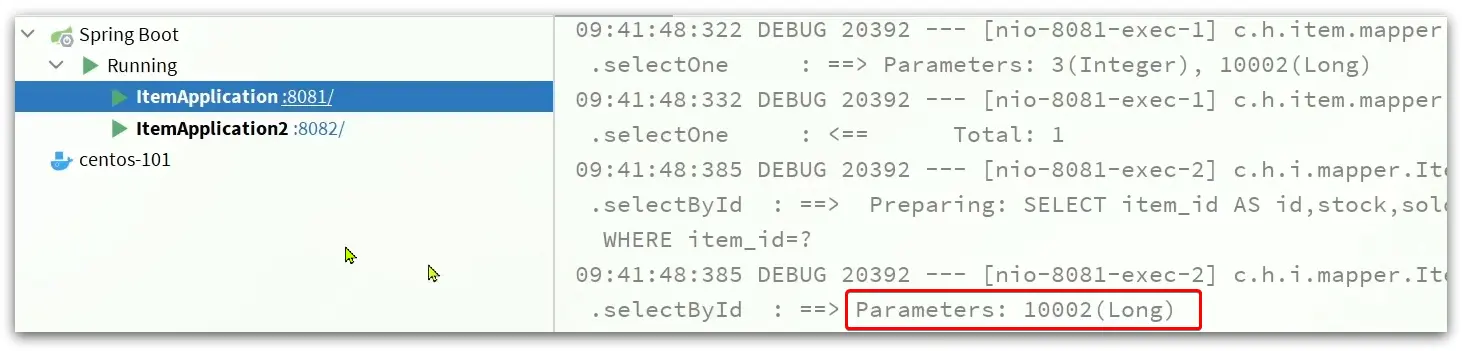 Spring Boot
Running
ItemApplication :8081/
ItemApplication2 :8082/
centos-101
09:41:48:322 DEBUG 20392 --- [nio-8081-exec-1] c.h.item.mapper
.selectOne     : ==> Parameters: 3(Integer), 10002(Long)
09:41:48:332 DEBUG 20392 --- [nio-8081-exec-1] c.h.item.mapper
.selectOne     : <==      Total: 1
09:41:48:385 DEBUG 20392 --- [nio-8081-exec-2] c.h.i.mapper.Ite
.selectById  : ==>  Preparing: SELECT item_id AS id,stock,sold
WHERE item_id=?
09:41:48:385 DEBUG 20392 --- [nio-8081-exec-2] c.h.i.mapper.Ite
.selectById  : ==> Parameters: 10002(Long)